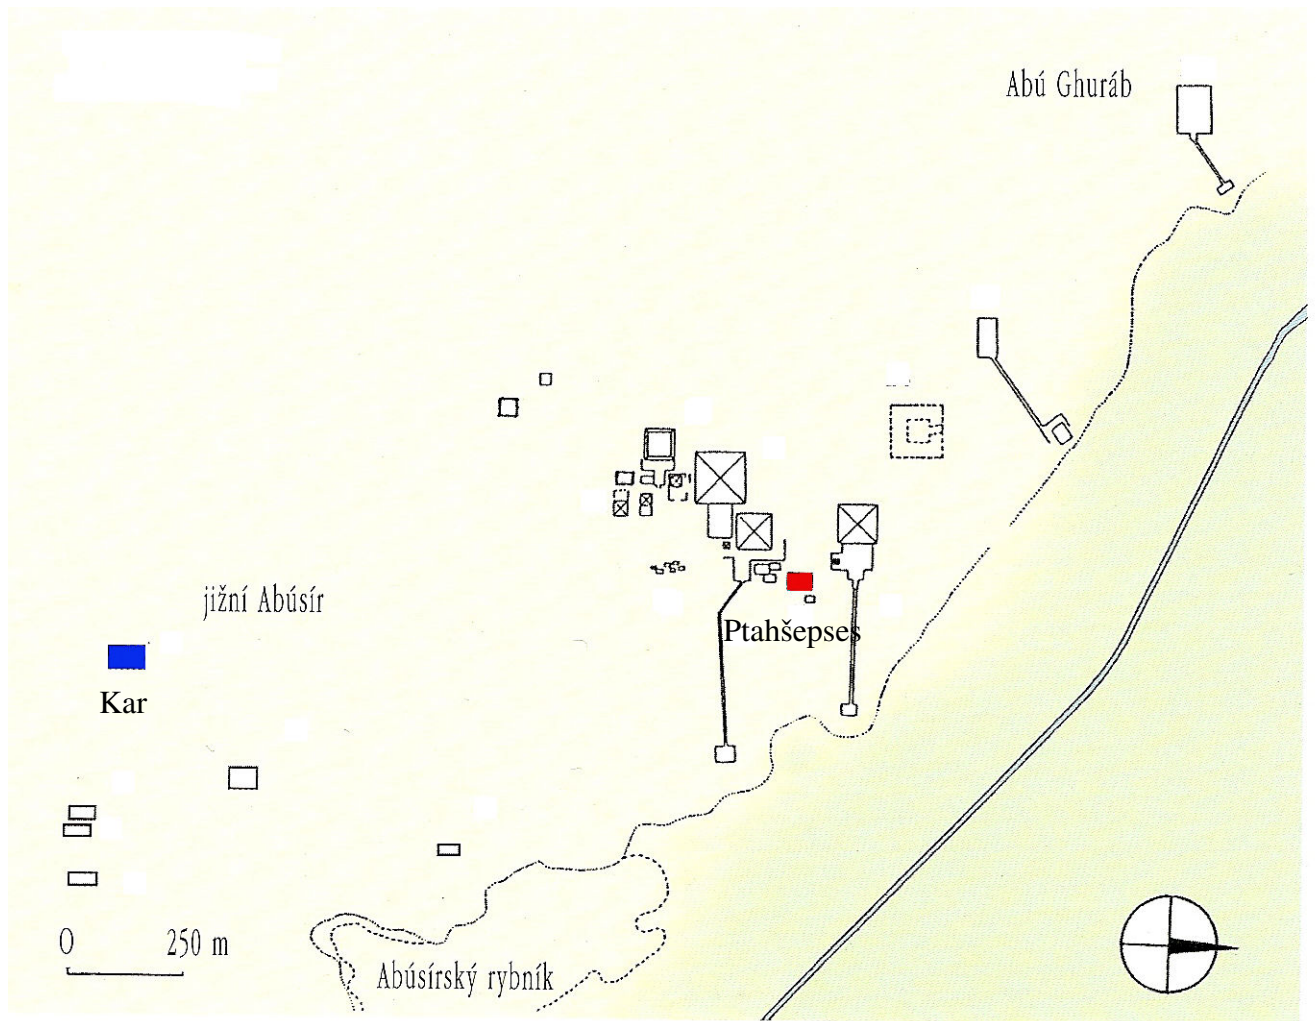 Abú Ghuráb
jižní Abúsír
Ptahšepses
Kar
0 250 m
Abúsírský rybník